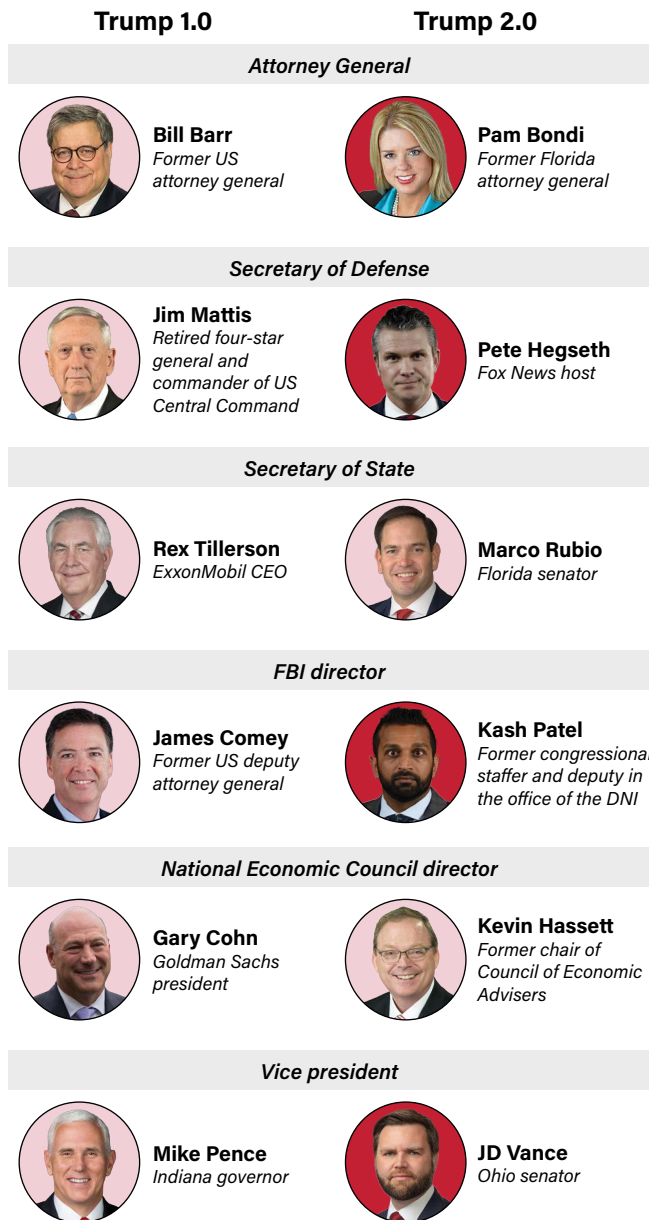 Trump 1.0
Trump 2.0
Attorney General
Bill Barr
Former US
attorney general
Pam Bondi
Former Florida
attorney general
Secretary of Defense
Jim Mattis
Retired four-star
general and
commander of US
Central Command
Pete Hegseth
Fox News host
Secretary of State
Rex Tillerson
ExxonMobil CEO
Marco Rubio
Florida senator
FBI director
James Comey
Former US deputy
attorney general
Kash Patel
Former congressional
staffer and deputy in
the office of the DNI
National Economic Council director
Gary Cohn
Goldman Sachs
president
Kevin Hassett
Former chair of
Council of Economic
Advisers
Vice president
Mike Pence
Indiana governor
JD Vance
Ohio senator